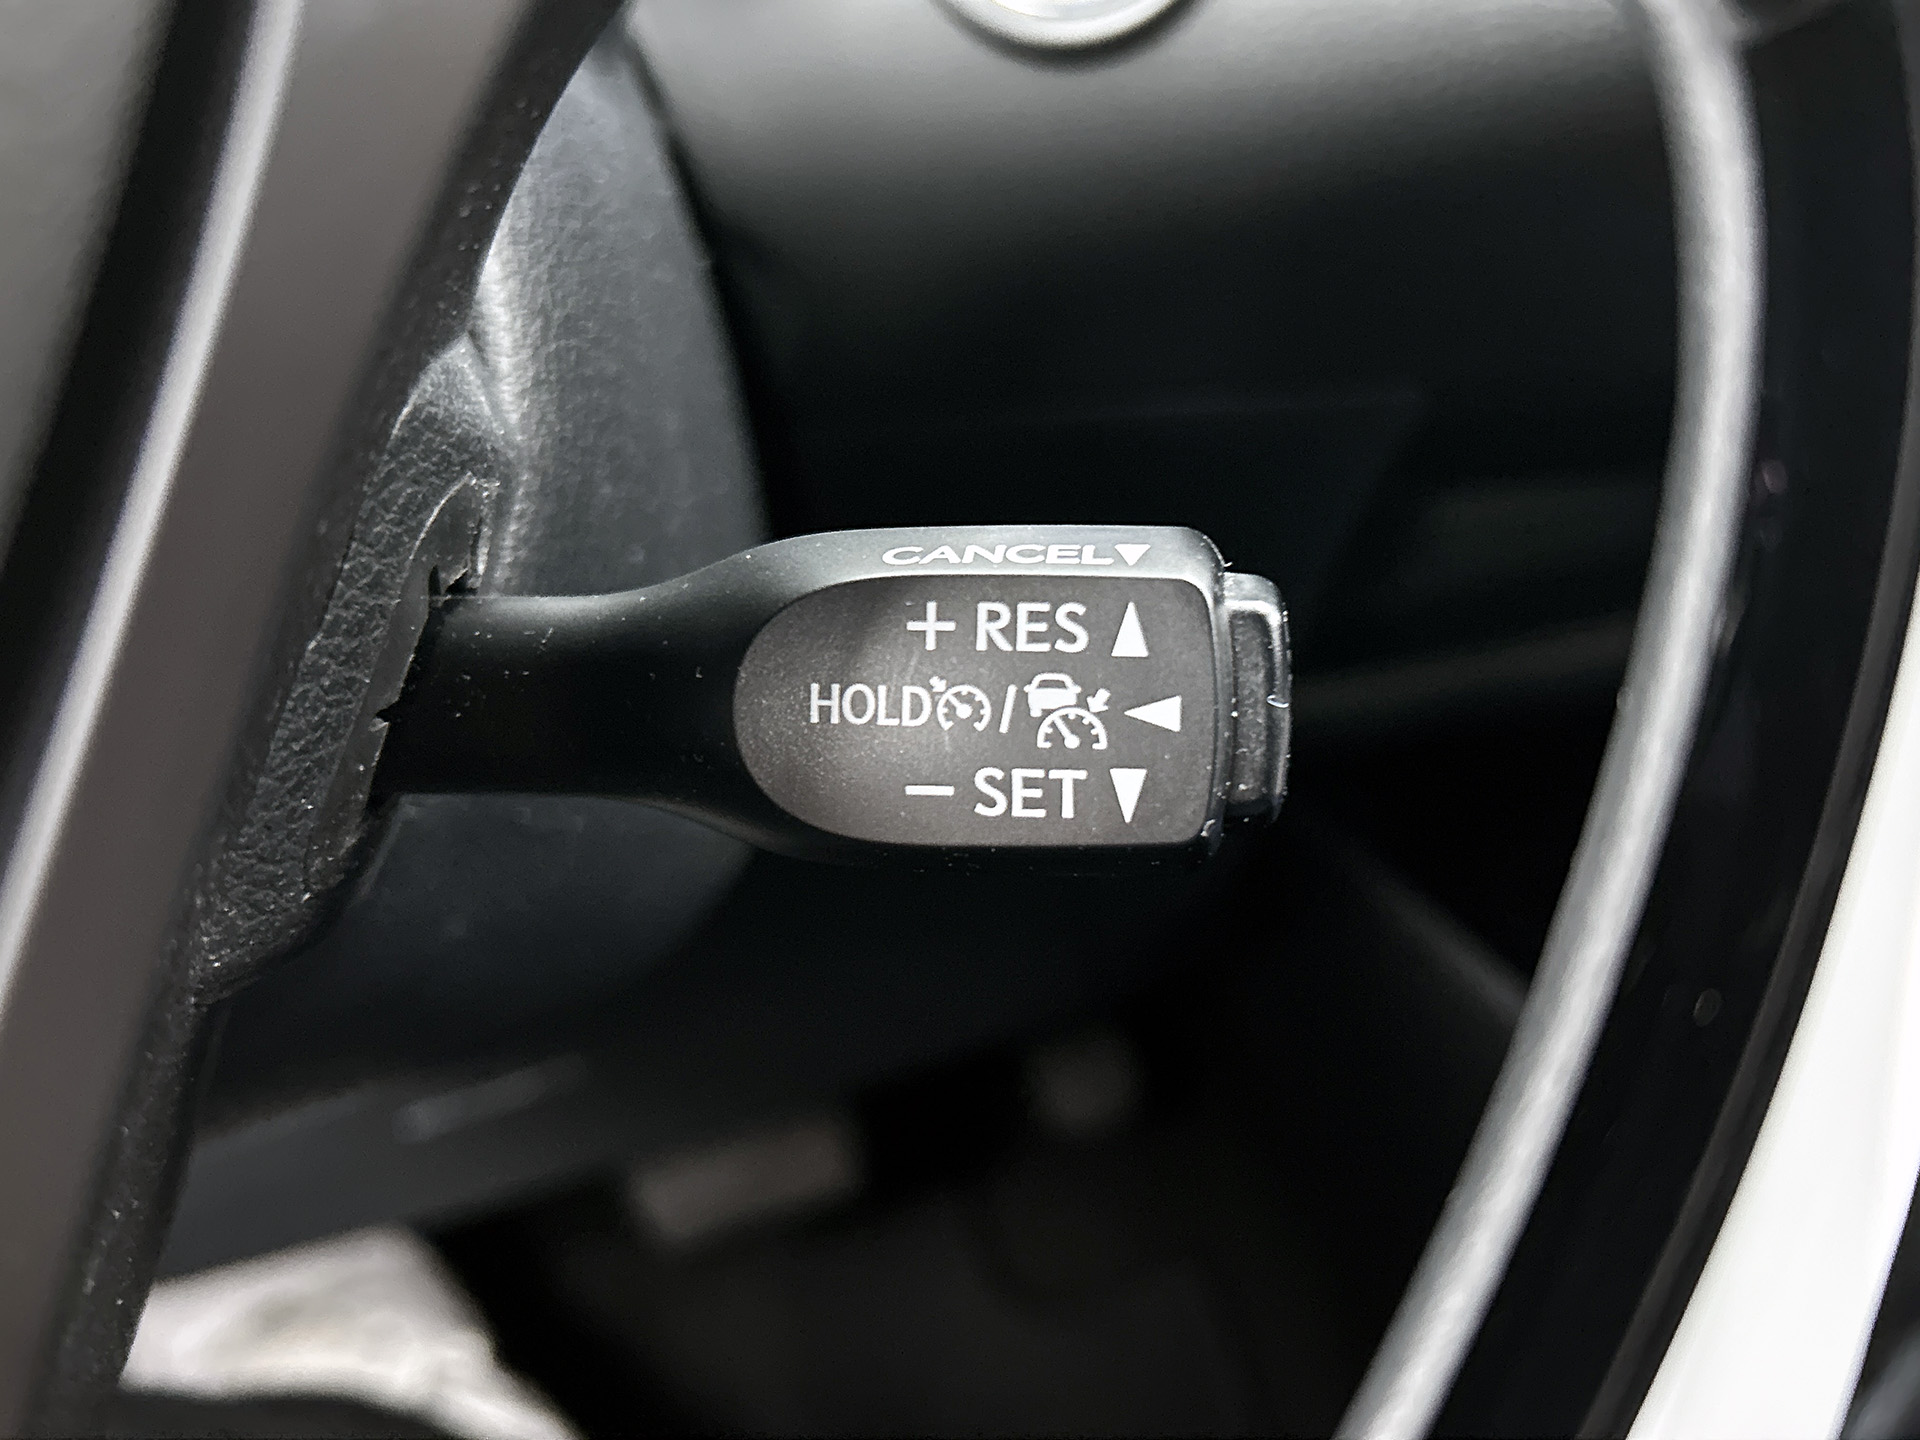 CANCEL▼
+ RES ▲
HOLD / ◀
− SET ▼